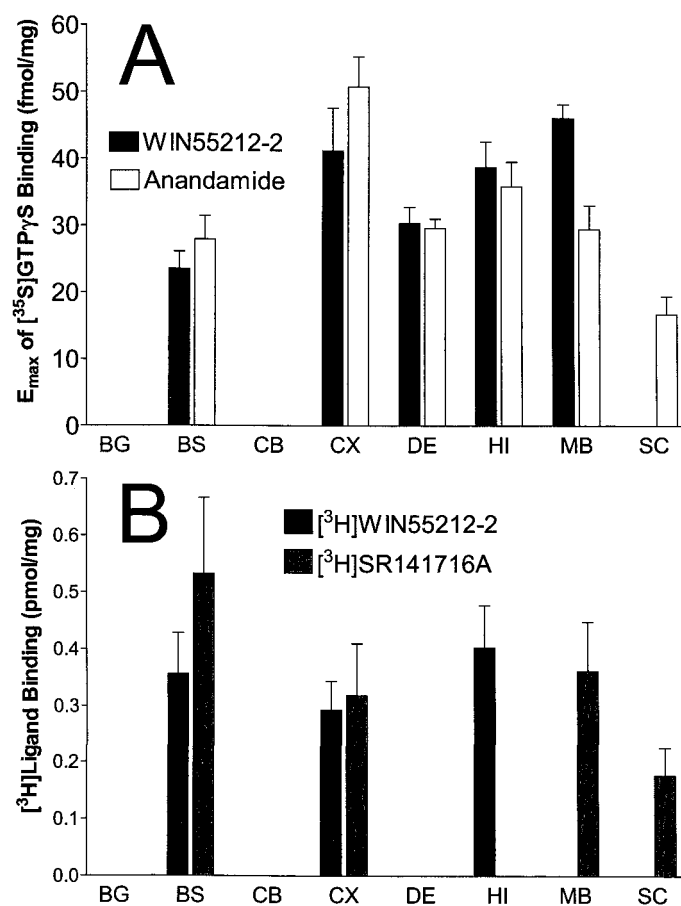 A
E_max of [³⁵S]GTPγS Binding (fmol/mg)
60
50
40
30
20
10
0
WIN55212-2
Anandamide
BG BS CB CX DE HI MB SC
B
[³H]Ligand Binding (pmol/mg)
0.7
0.6
0.5
0.4
0.3
0.2
0.1
0.0
[³H]WIN55212-2
[³H]SR141716A
BG BS CB CX DE HI MB SC